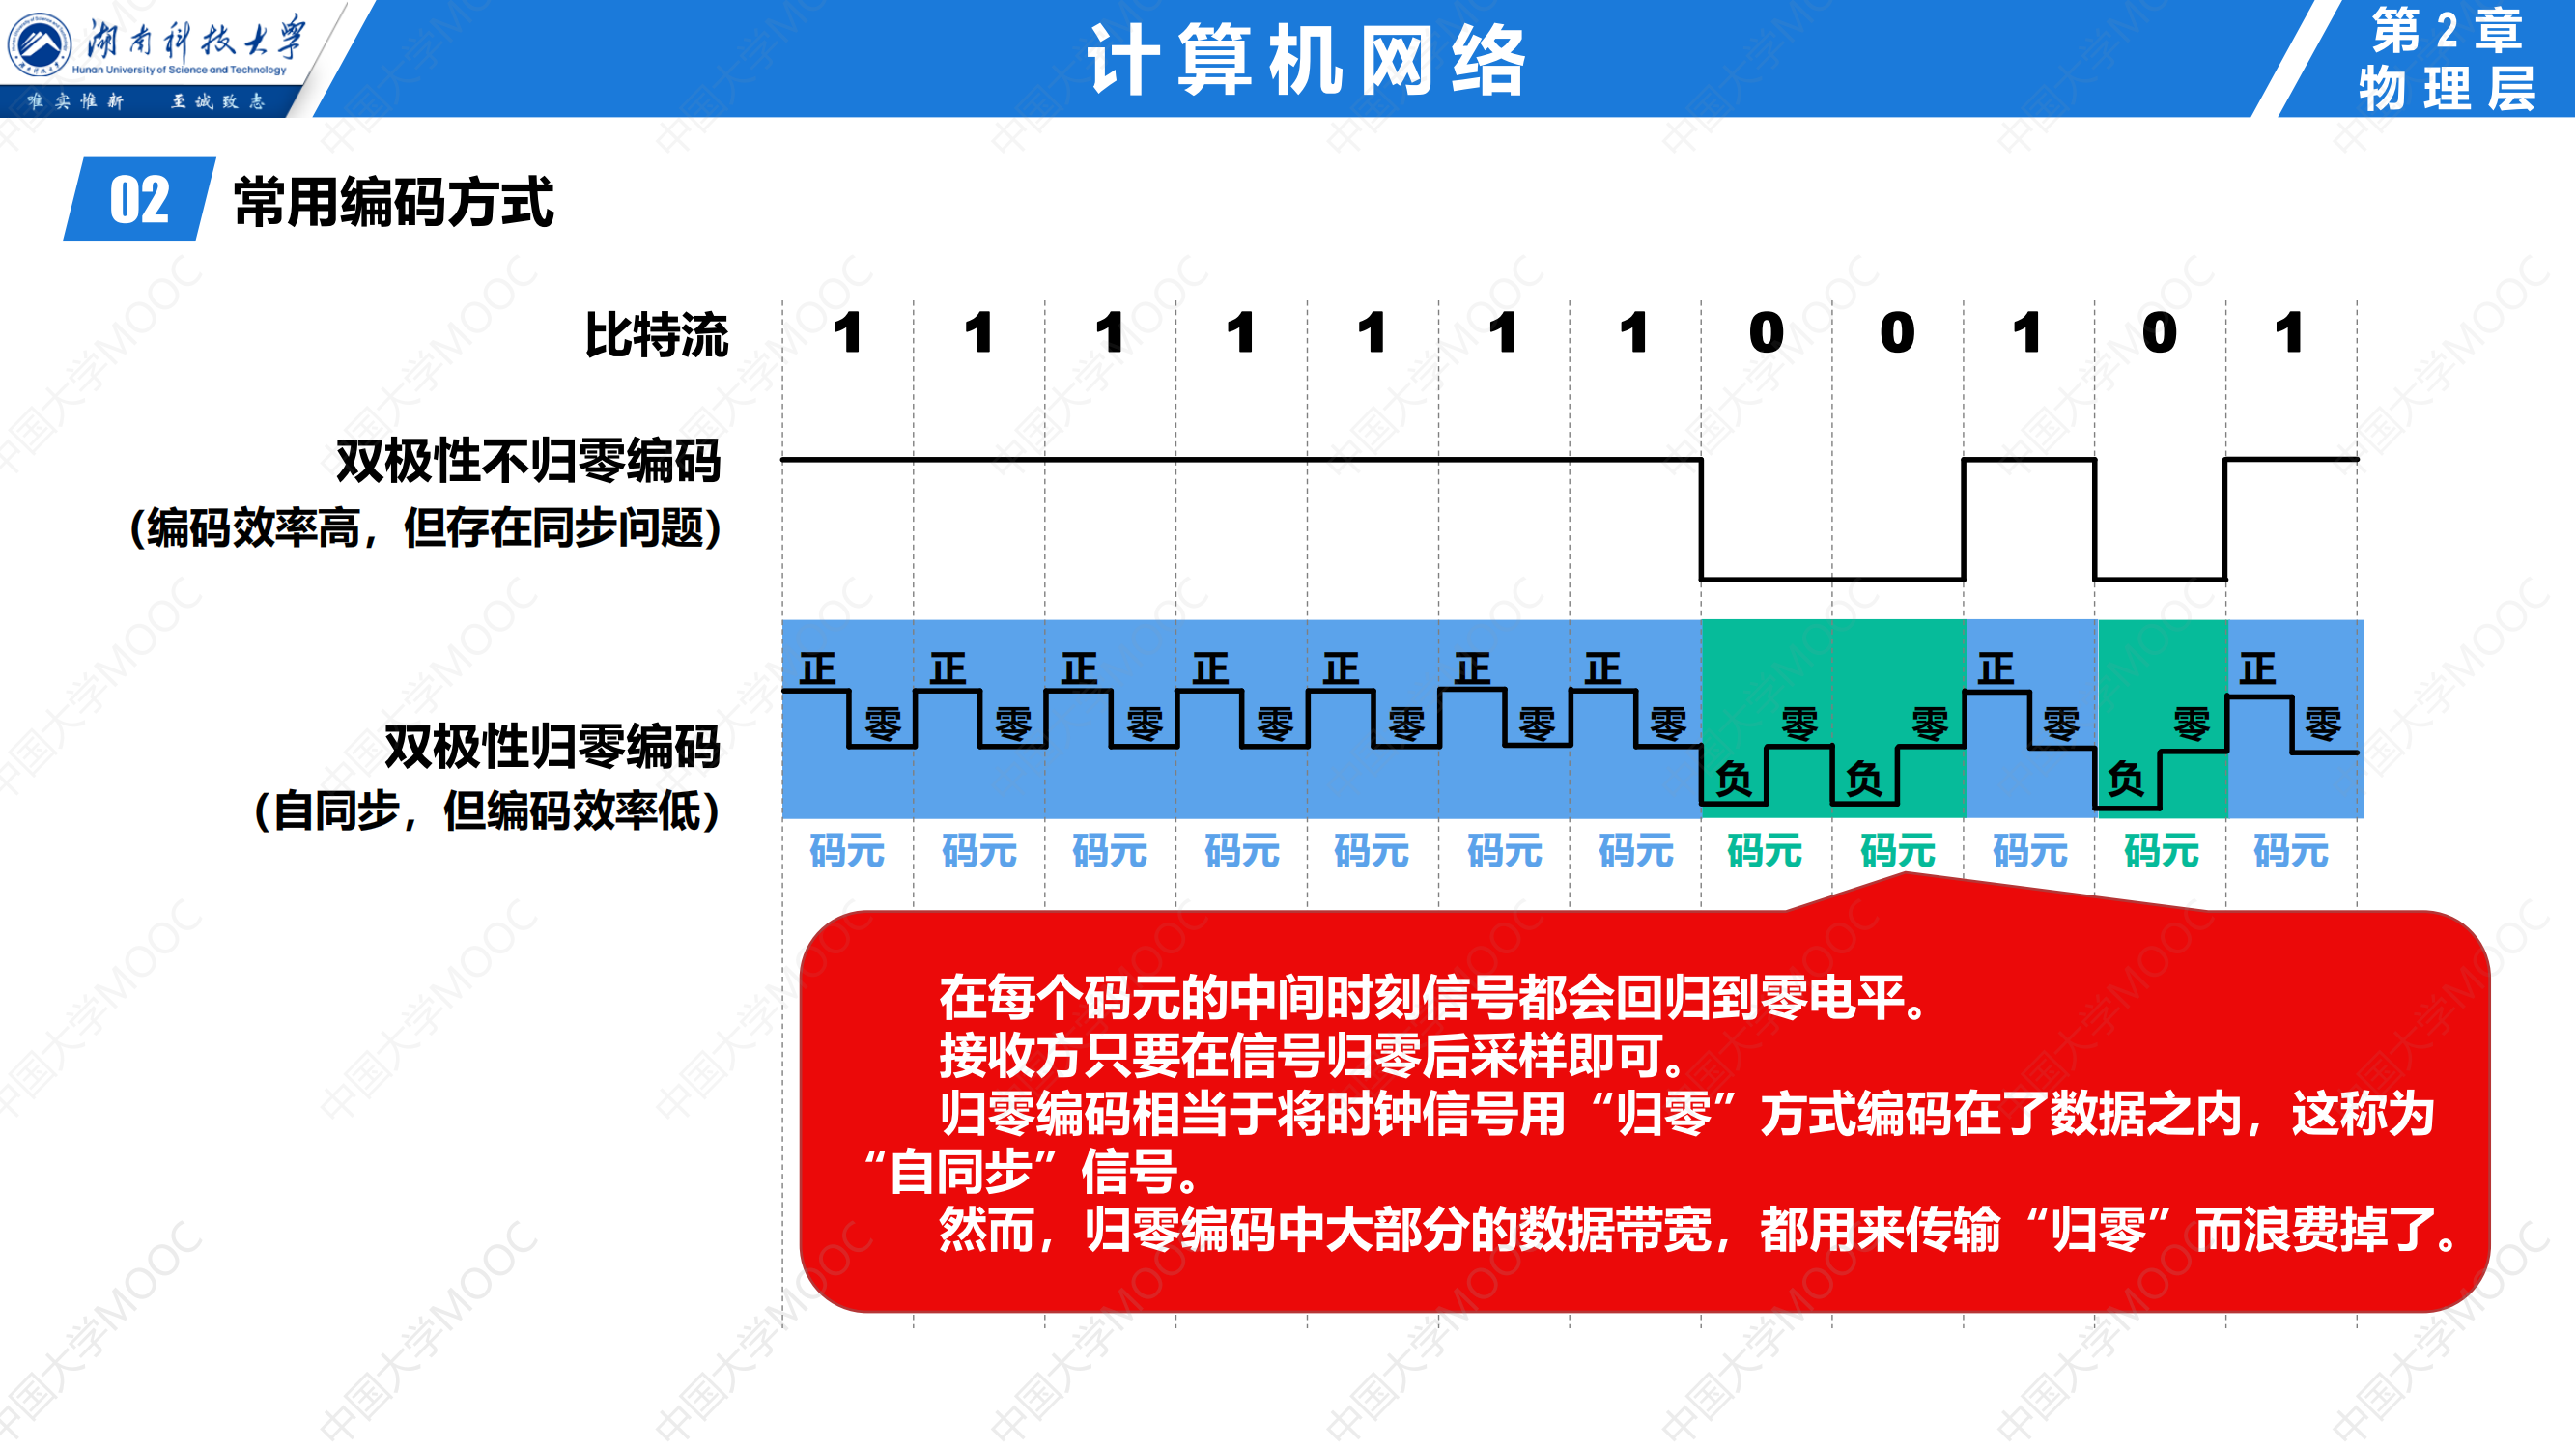 湖南科技大学
Hunan University of Science and Technology
唯实惟新 至诚致志
计算机网络
第2章
物理层
02 常用编码方式
比特流 1 1 1 1 1 1 1 0 0 1 0 1
双极性不归零编码
（编码效率高，但存在同步问题）
正 正 正 正 正 正 正 正 正
零 零 零 零 零 零 零 零 零 零 零 零
负 负 负
双极性归零编码
（自同步，但编码效率低）
码元 码元 码元 码元 码元 码元 码元 码元 码元 码元 码元 码元
在每个码元的中间时刻信号都会回归到零电平。
接收方只要在信号归零后采样即可。
归零编码相当于将时钟信号用“归零”方式编码在了数据之内，这称为
“自同步”信号。
然而，归零编码中大部分的数据带宽，都用来传输“归零”而浪费掉了。
中国大学MOOC